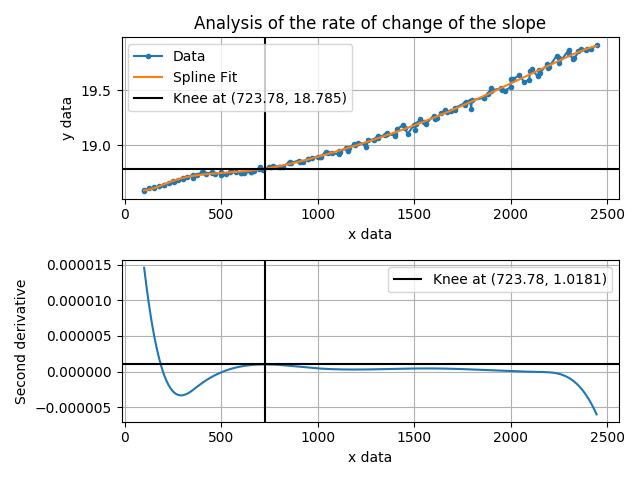 Analysis of the rate of change of the slope
Data
Spline Fit
Knee at (723.78, 18.785)
y data
19.5
19.0
0 500 1000 1500 2000 2500
x data
Knee at (723.78, 1.0181)
Second derivative
0.000015
0.000010
0.000005
0.000000
−0.000005
0 500 1000 1500 2000 2500
x data